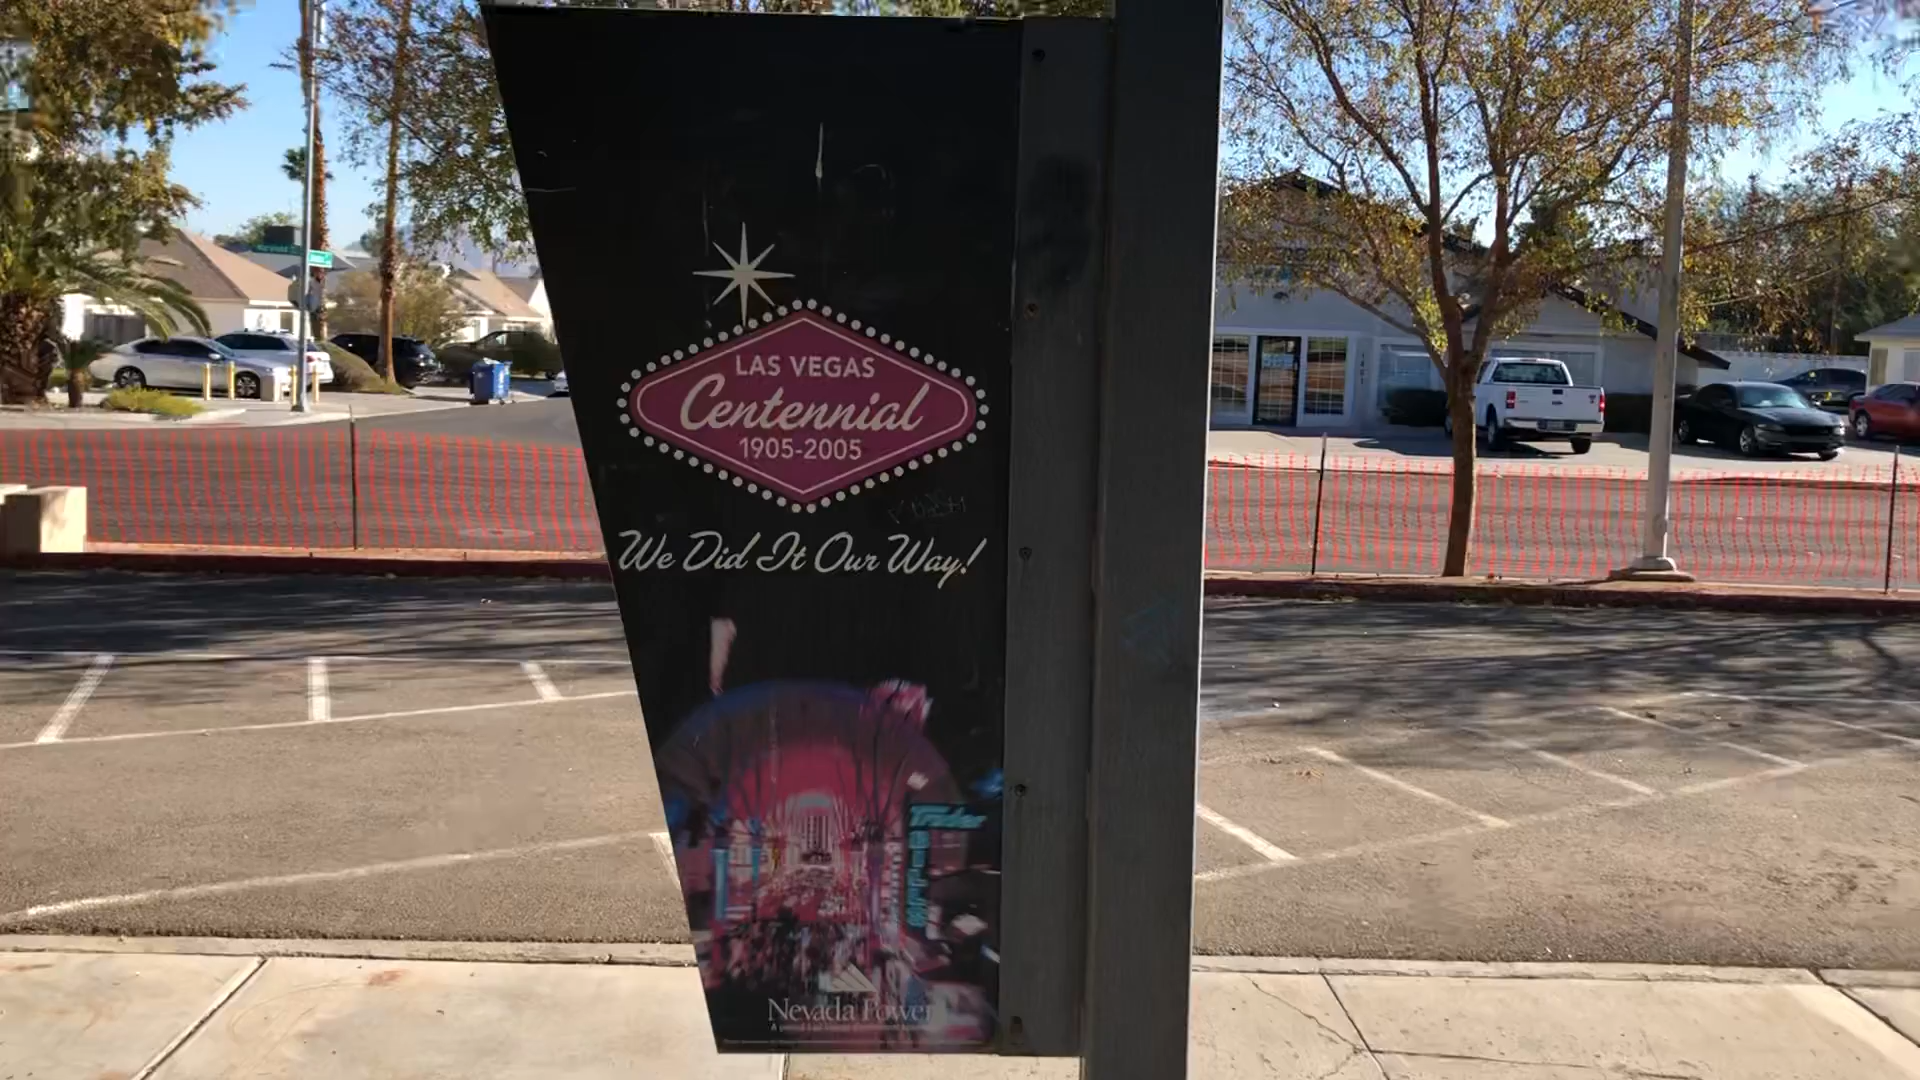 LAS VEGAS
Centennial
1905-2005
We Did It Our Way!
Nevada Power